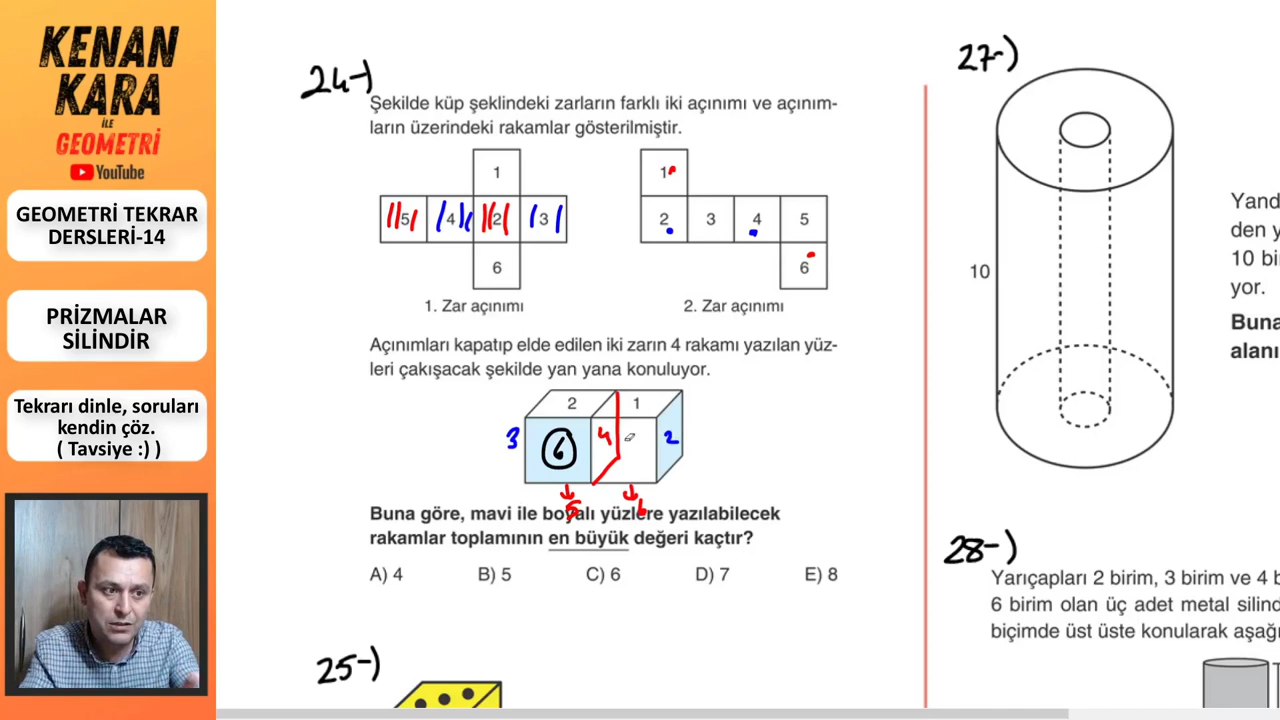 KENAN
KARA
İLE
GEOMETRİ
YouTube
GEOMETRİ TEKRAR
DERSLERİ-14
PRİZMALAR
SİLİNDİR
Tekrarı dinle, soruları
kendin çöz.
( Tavsiye :) )
24-)
Şekilde küp şeklindeki zarların farklı iki açınımı ve açınım-
ların üzerindeki rakamlar gösterilmiştir.
1
5 4 2 3
6
1. Zar açınımı
1
2 3 4 5
6
2. Zar açınımı
Açınımları kapatıp elde edilen iki zarın 4 rakamı yazılan yüz-
leri çakışacak şekilde yan yana konuluyor.
2 1
3 6 4 2
5 6
Buna göre, mavi ile boyalı yüzlere yazılabilecek
rakamlar toplamının en büyük değeri kaçtır?
A) 4 B) 5 C) 6 D) 7 E) 8
25-)
27-)
10
Yand
den y
10 bi
yor.
Buna
alanı
28-)
Yarıçapları 2 birim, 3 birim ve 4 b
6 birim olan üç adet metal silind
biçimde üst üste konularak aşağı